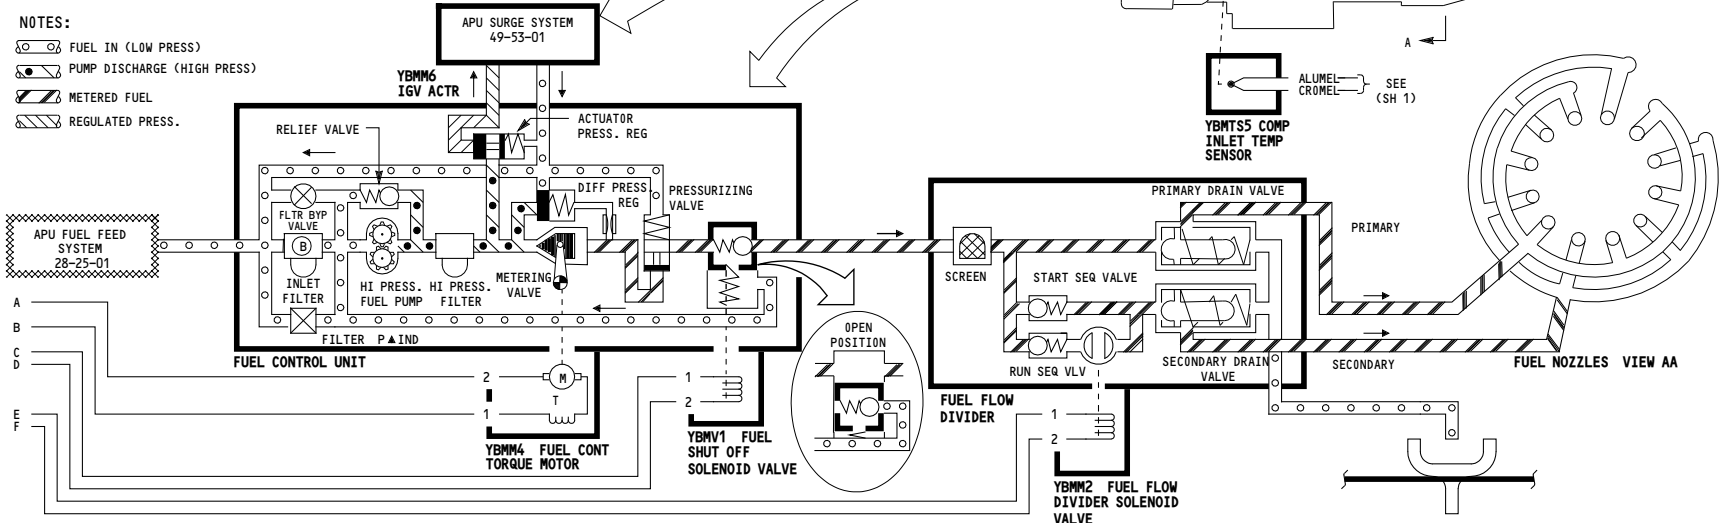 NOTES:
FUEL IN (LOW PRESS)
PUMP DISCHARGE (HIGH PRESS)
METERED FUEL
REGULATED PRESS.
APU SURGE SYSTEM
49-53-01
YBMM6
IGV ACTR
RELIEF VALVE
ACTUATOR
PRESS. REG
A
ALUMEL
CROMEL
SEE
(SH 1)
YBMTS5 COMP
INLET TEMP
SENSOR
DIFF PRESS.
REG
PRESSURIZING
VALVE
FLTR BYP
VALVE
B
APU FUEL FEED
SYSTEM
28-25-01
INLET
FILTER
HI PRESS.
FUEL PUMP
HI PRESS.
FILTER
METERING
VALVE
FILTER P▲IND
FUEL CONTROL UNIT
OPEN
POSITION
SCREEN
PRIMARY DRAIN VALVE
START SEQ VALVE
RUN SEQ VLV
SECONDARY DRAIN
VALVE
PRIMARY
SECONDARY
FUEL NOZZLES VIEW AA
FUEL FLOW
DIVIDER
A
B
C
D
E
F
2
1
M
T
YBMM4 FUEL CONT
TORQUE MOTOR
1
2
YBMV1 FUEL
SHUT OFF
SOLENOID VALVE
1
2
YBMM2 FUEL FLOW
DIVIDER SOLENOID
VALVE